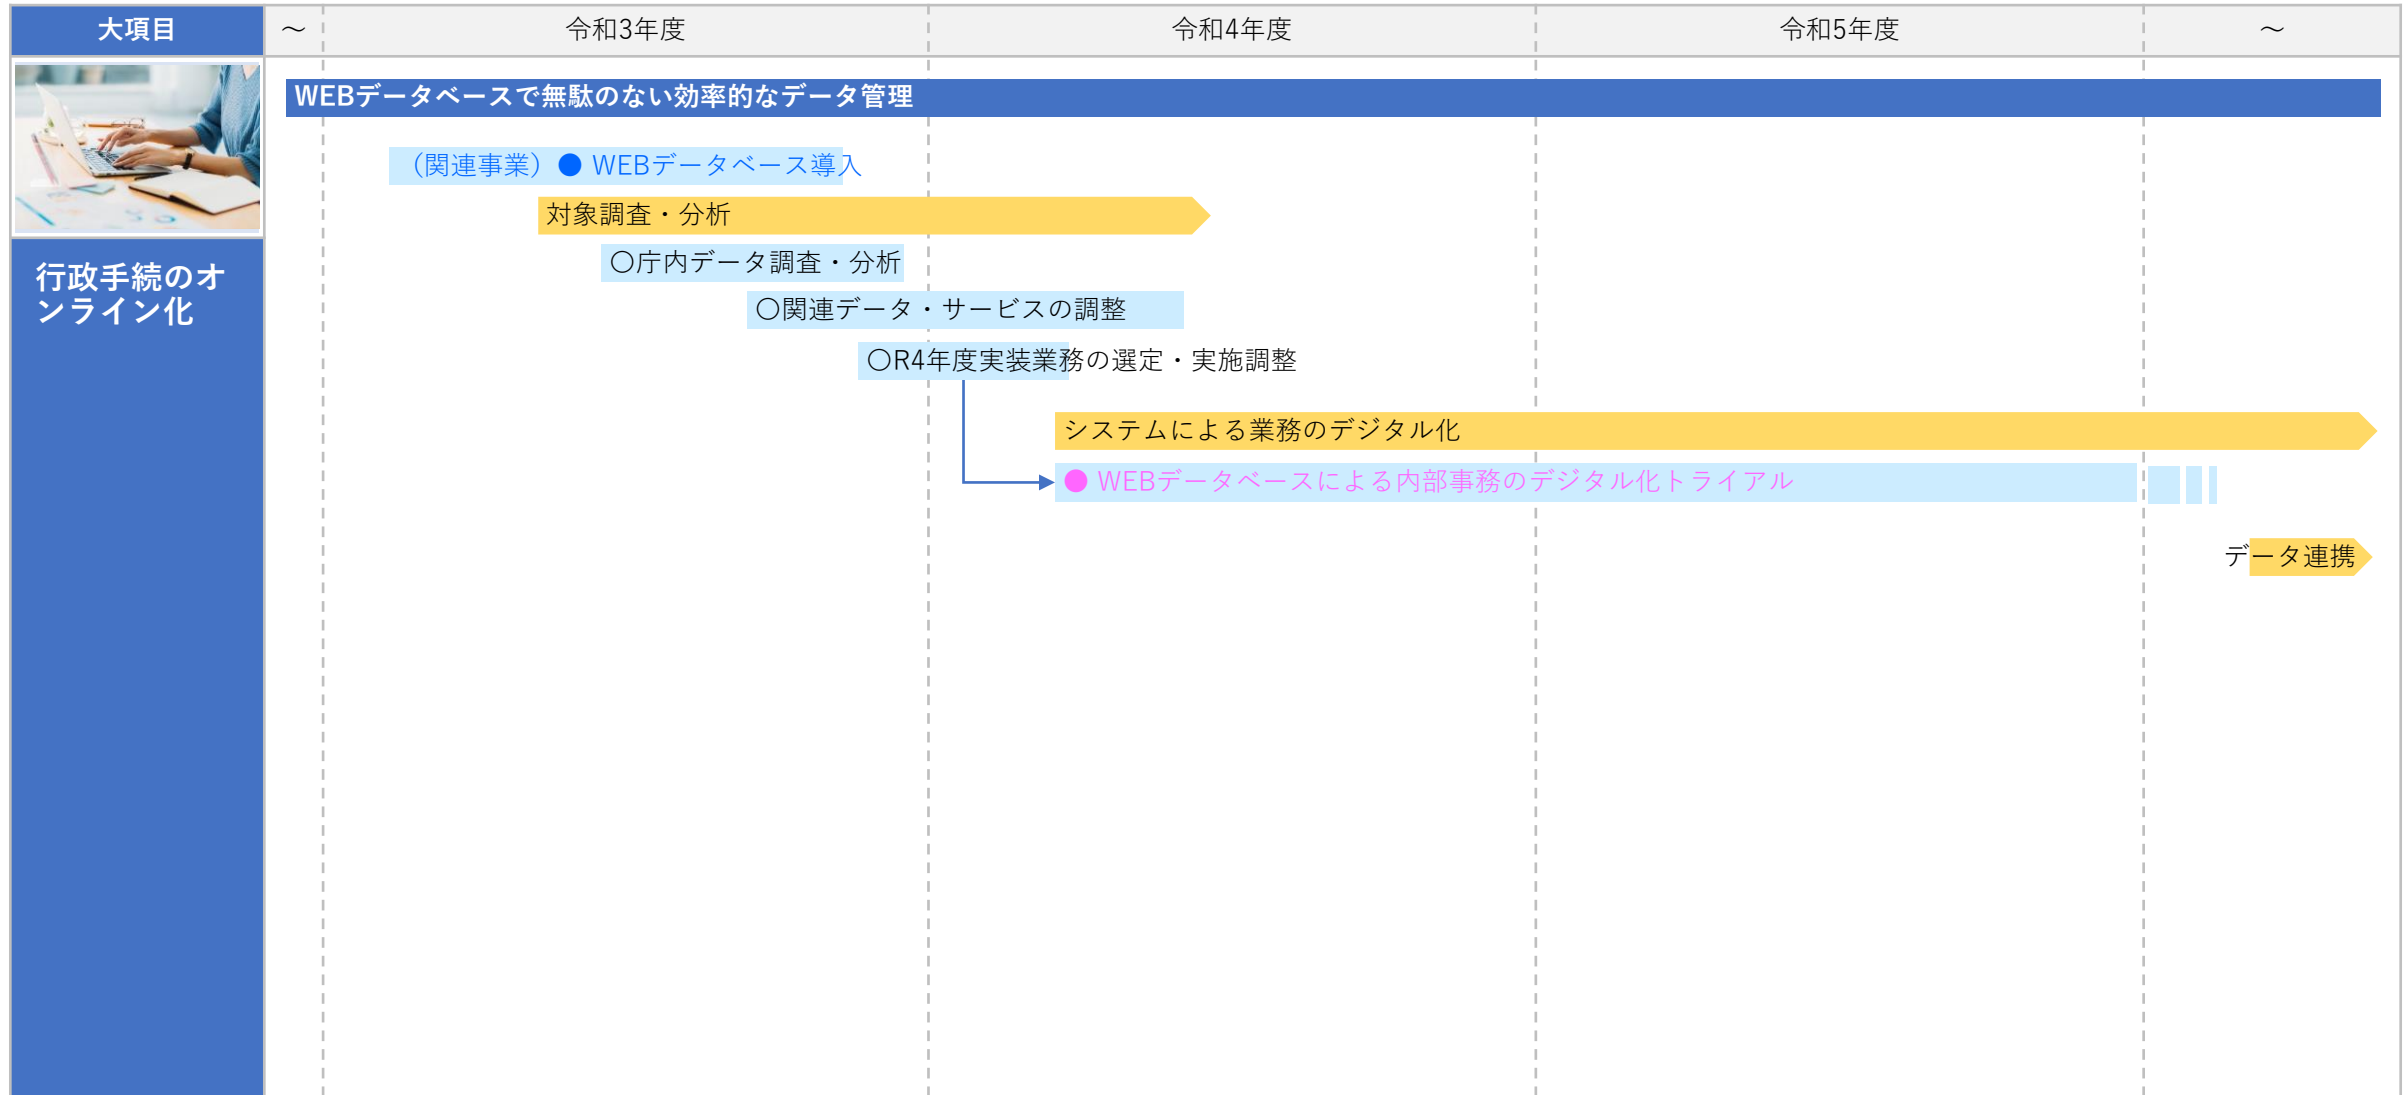 大項目
～
令和3年度
令和4年度
令和5年度
～
WEBデータベースで無駄のない効率的なデータ管理
（関連事業）● WEBデータベース導入
対象調査・分析
〇庁内データ調査・分析
行政手続のオ
ンライン化
〇関連データ・サービスの調整
〇R4年度実装業務の選定・実施調整
システムによる業務のデジタル化
● WEBデータベースによる内部事務のデジタル化トライアル
データ連携